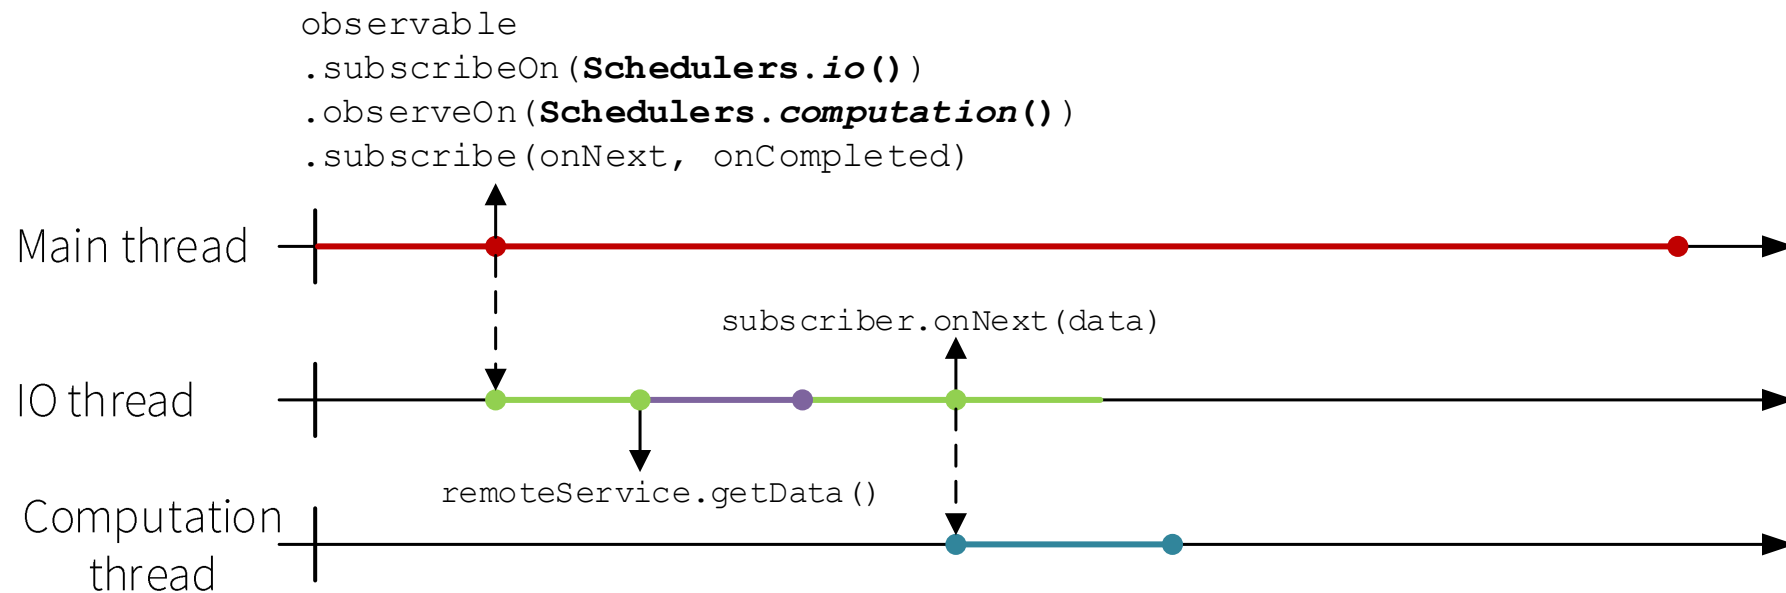 observable
.subscribeOn(Schedulers.io())
.observeOn(Schedulers.computation())
.subscribe(onNext, onCompleted)
Main thread
subscriber.onNext(data)
IO thread
remoteService.getData()
Computation
thread